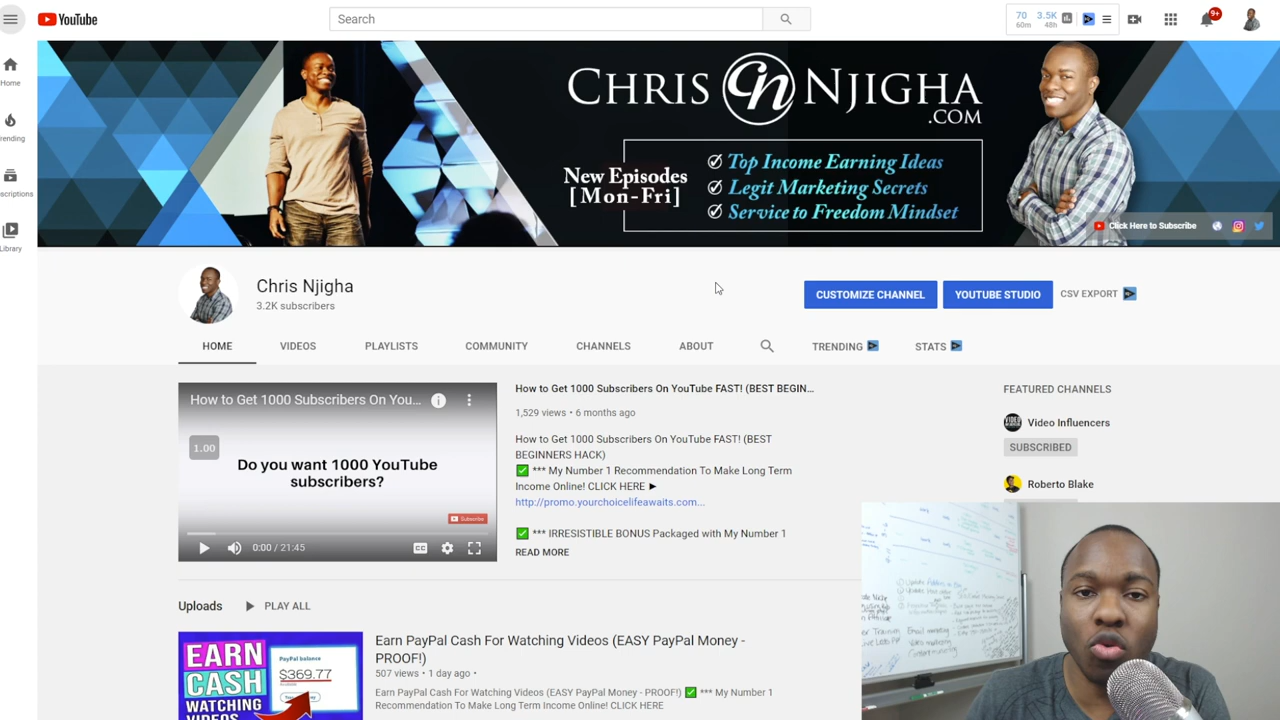 YouTube
Search
70 3.5K
60m 48h
9+
Home
rending
scriptions
Library
CHRIS cn NJIGHA
.COM
New Episodes
[Mon-Fri]
Top Income Earning Ideas
Legit Marketing Secrets
Service to Freedom Mindset
Click Here to Subscribe
Chris Njigha
3.2K subscribers
CUSTOMIZE CHANNEL
YOUTUBE STUDIO
CSV EXPORT
HOME VIDEOS PLAYLISTS COMMUNITY CHANNELS ABOUT TRENDING STATS
How to Get 1000 Subscribers On You...
1.00
Do you want 1000 YouTube
subscribers?
Subscribe
0:00 / 21:45
CC
How to Get 1000 Subscribers On YouTube FAST! (BEST BEGIN...
1,529 views • 6 months ago
How to Get 1000 Subscribers On YouTube FAST! (BEST
BEGINNERS HACK)
✅ *** My Number 1 Recommendation To Make Long Term
Income Online! CLICK HERE ►
http://promo.yourchoicelifeawaits.com...
✅ *** IRRESISTIBLE BONUS Packaged with My Number 1
READ MORE
FEATURED CHANNELS
Video Influencers
SUBSCRIBED
Roberto Blake
Uploads PLAY ALL
EARN
CASH
WATCHING
VIDEOS
PayPal balance
$369.77
Earn PayPal Cash For Watching Videos (EASY PayPal Money -
PROOF!)
507 views • 1 day ago •
Earn PayPal Cash For Watching Videos (EASY PayPal Money - PROOF!) ✅ *** My Number 1
Recommendation To Make Long Term Income Online! CLICK HERE